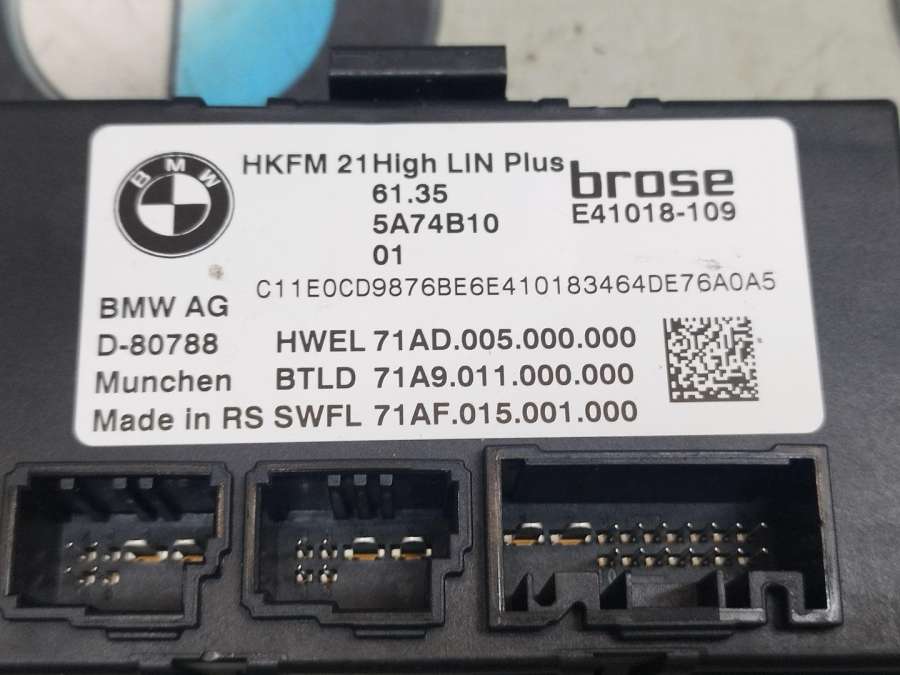 BMW
HKFM 21High LIN Plus
61.35
5A74B10
01
brose
E41018-109
C11E0CD9876BE6E410183464DE76A0A5
BMW AG
D-80788
Munchen
Made in RS
HWEL 71AD.005.000.000
BTLD 71A9.011.000.000
SWFL 71AF.015.001.000